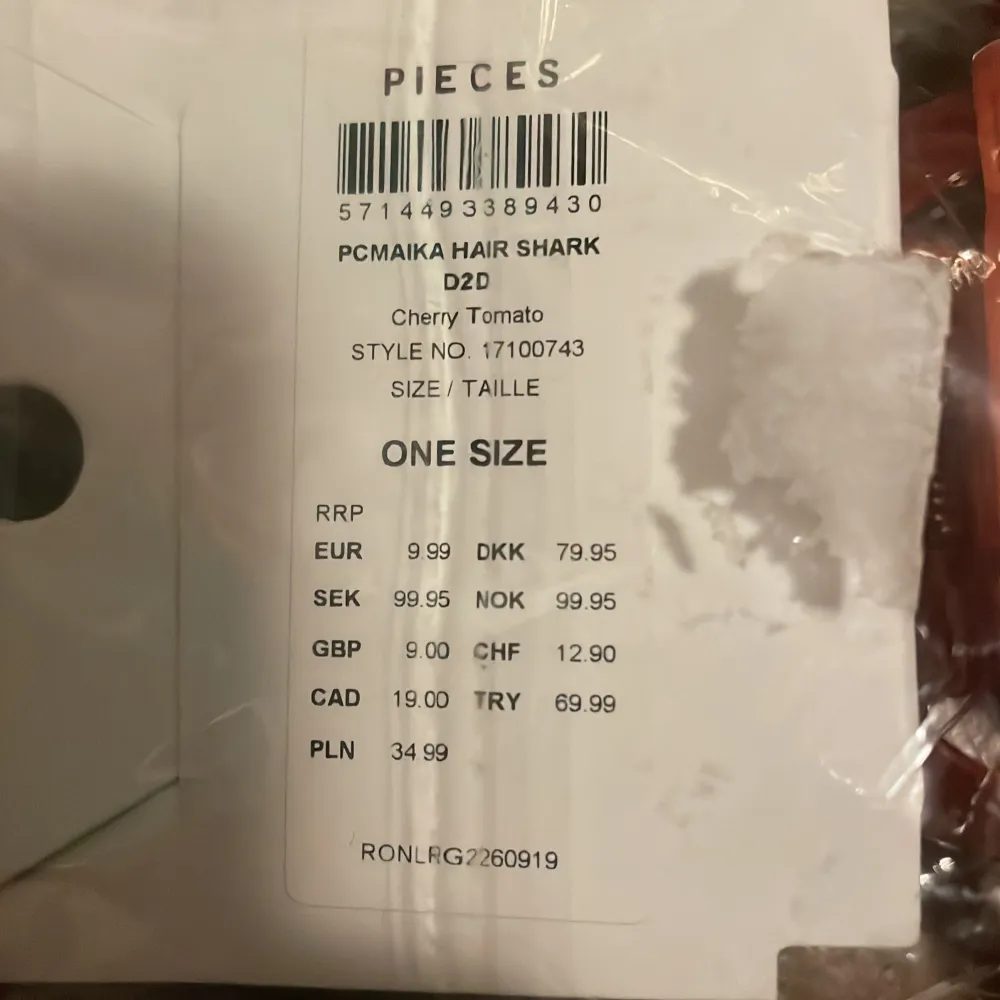 PIECES
5714493389430
PCMAIKA HAIR SHARK
D2D
Cherry Tomato
STYLE NO. 17100743
SIZE / TAILLE
ONE SIZE
RRP
EUR 9.99 DKK 79.95
SEK 99.95 NOK 99.95
GBP 9.00 CHF 12.90
CAD 19.00 TRY 69.99
PLN 34.99
RONLRG2260919